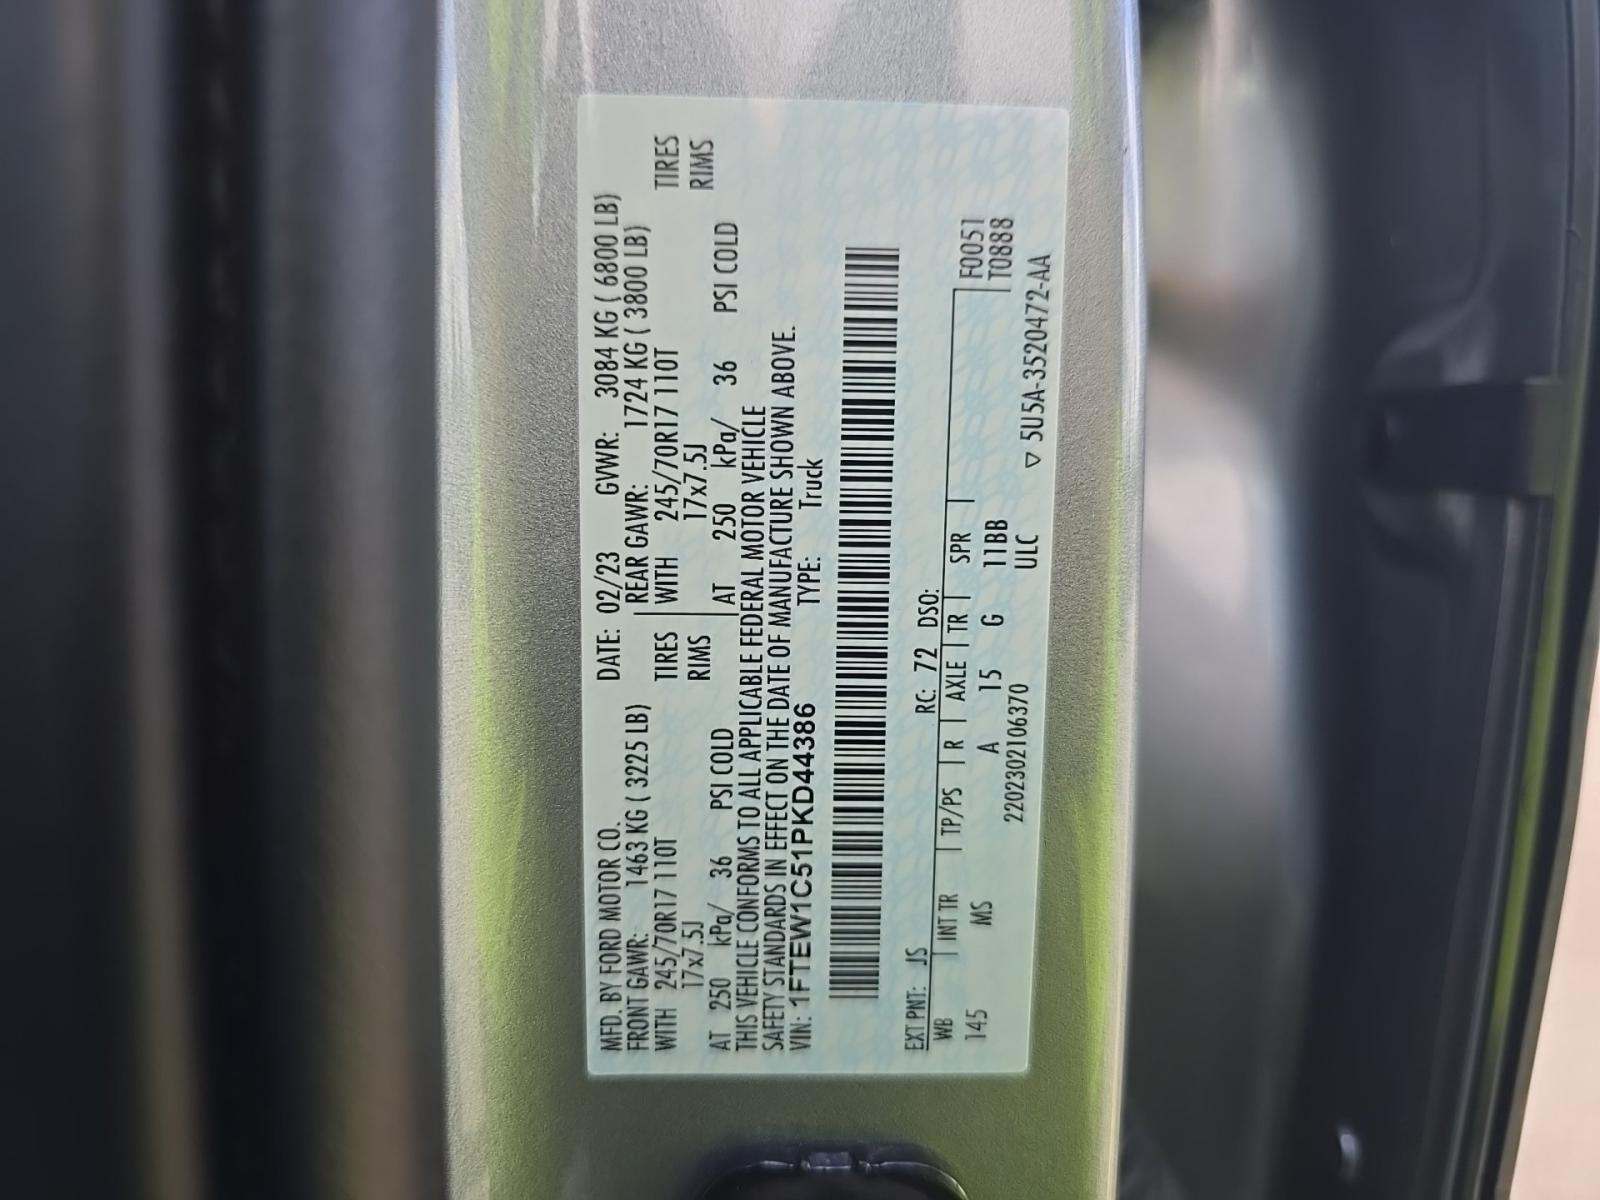 MFD. BY FORD MOTOR CO. DATE: 02/23 GVWR: 3084 KG ( 6800 LB)
FRONT GAWR: 1463 KG ( 3225 LB) REAR GAWR: 1724 KG ( 3800 LB)
WITH 245/70R17 110T TIRES WITH 245/70R17 110T TIRES
17x7.5J RIMS 17x7.5J RIMS
AT 250 kPa/ 36 PSI COLD AT 250 kPa/ 36 PSI COLD
THIS VEHICLE CONFORMS TO ALL APPLICABLE FEDERAL MOTOR VEHICLE
SAFETY STANDARDS IN EFFECT ON THE DATE OF MANUFACTURE SHOWN ABOVE.
VIN: 1FTEW1C51PKD44386 TYPE: Truck
EXT PNT: JS RC: 72 DSO:
WB | INT TR | TP/PS | R | AXLE | TR | SPR | F0051
145 MS A 15 G 11BB T0888
2202302106370 ULC ▽ 5U5A-3520472-AA